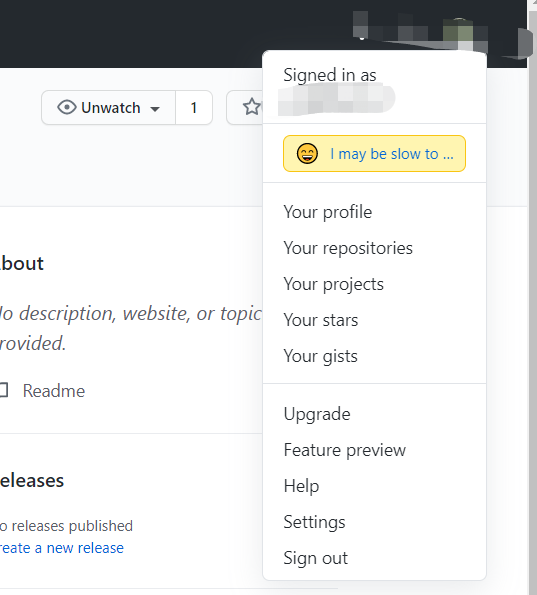 Signed in as
Unwatch
1
I may be slow to ...
Your profile
Your repositories
bout
Your projects
o description, website, or topic
Your stars
rovided.
Your gists
Readme
Upgrade
Feature preview
eleases
Help
o releases published
Settings
reate a new release
Sign out